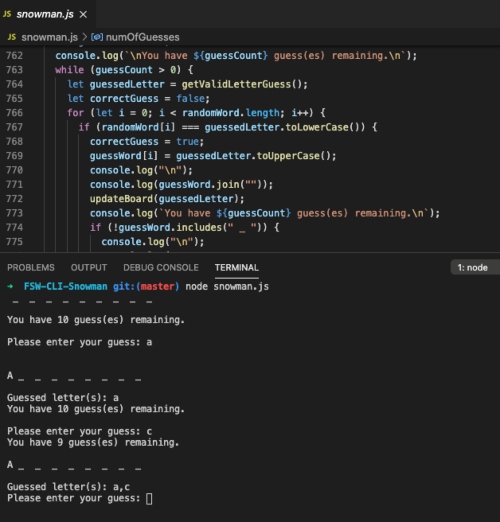 JS snowman.js ×
JS snowman.js > numOfGuesses
762 console.log(`\nYou have ${guessCount} guess(es) remaining.\n`);
763 while (guessCount > 0) {
764 let guessedLetter = getValidLetterGuess();
765 let correctGuess = false;
766 for (let i = 0; i < randomWord.length; i++) {
767 if (randomWord[i] === guessedLetter.toLowerCase()) {
768 correctGuess = true;
769 guessWord[i] = guessedLetter.toUpperCase();
770 console.log("\n");
771 console.log(guessWord.join(""));
772 updateBoard(guessedLetter);
773 console.log(`You have ${guessCount} guess(es) remaining.\n`);
774 if (!guessWord.includes(" _ ")) {
775 console.log("\n");
PROBLEMS OUTPUT DEBUG CONSOLE TERMINAL 1: node
→ FSW-CLI-Snowman git:(master) node snowman.js
_ _ _ _ _ _ _ _ _
You have 10 guess(es) remaining.
Please enter your guess: a
A _ _ _ _ _ _ _ _
Guessed letter(s): a
You have 10 guess(es) remaining.
Please enter your guess: c
You have 9 guess(es) remaining.
A _ _ _ _ _ _ _ _
Guessed letter(s): a,c
Please enter your guess: